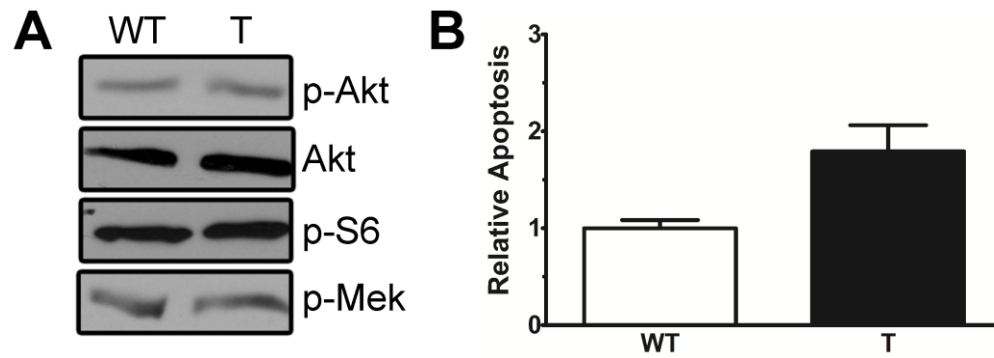 A
WT T
p-Akt
Akt
p-S6
p-Mek
B
Relative Apoptosis
3
2
1
0
WT T